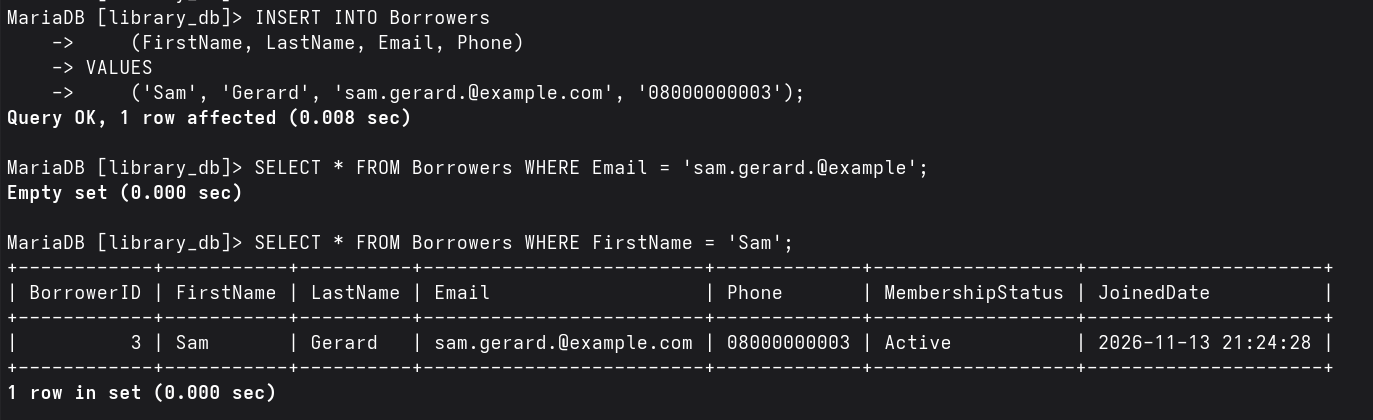 MariaDB [library_db]> INSERT INTO Borrowers
    ->     (FirstName, LastName, Email, Phone)
    -> VALUES
    ->     ('Sam', 'Gerard', 'sam.gerard.@example.com', '08000000003');
Query OK, 1 row affected (0.008 sec)

MariaDB [library_db]> SELECT * FROM Borrowers WHERE Email = 'sam.gerard.@example';
Empty set (0.000 sec)

MariaDB [library_db]> SELECT * FROM Borrowers WHERE FirstName = 'Sam';
+------------+-----------+----------+-------------------------+-------------+------------------+---------------------+
| BorrowerID | FirstName | LastName | Email                   | Phone       | MembershipStatus | JoinedDate          |
+------------+-----------+----------+-------------------------+-------------+------------------+---------------------+
|          3 | Sam       | Gerard   | sam.gerard.@example.com | 08000000003 | Active           | 2026-11-13 21:24:28 |
+------------+-----------+----------+-------------------------+-------------+------------------+---------------------+
1 row in set (0.000 sec)